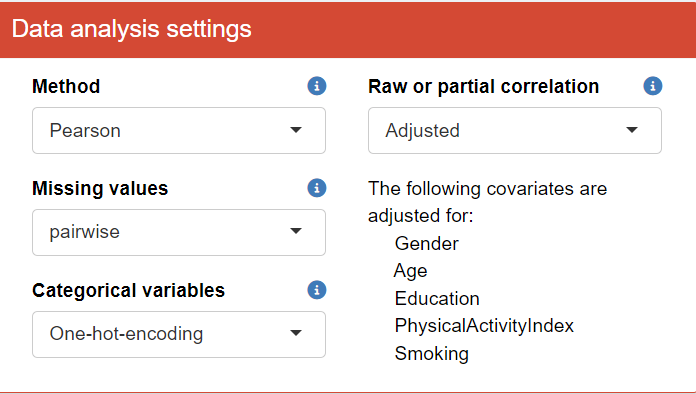 Data analysis settings
Method
Pearson
Missing values
pairwise
Categorical variables
One-hot-encoding
Raw or partial correlation
Adjusted
The following covariates are
adjusted for:
Gender
Age
Education
PhysicalActivityIndex
Smoking